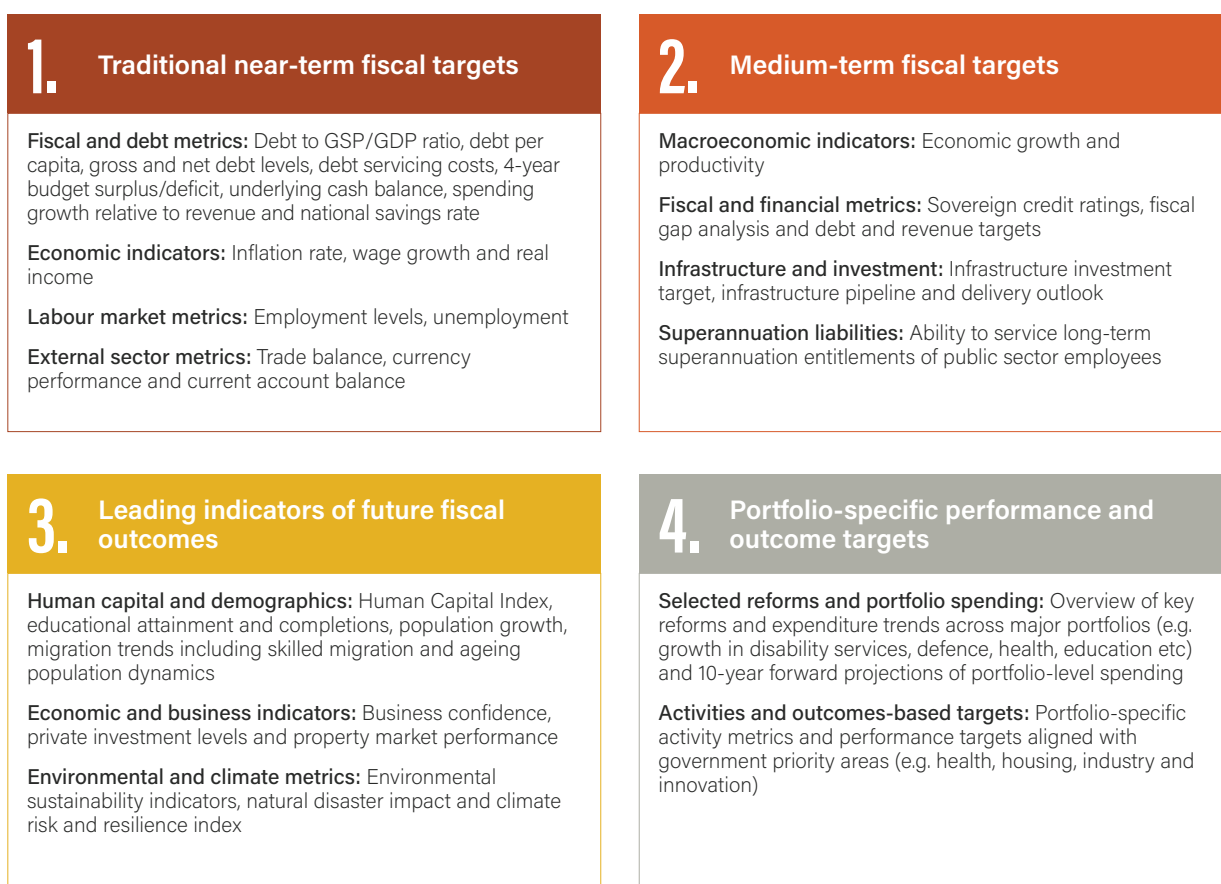 1.
Traditional near-term fiscal targets
Fiscal and debt metrics: Debt to GSP/GDP ratio, debt per
capita, gross and net debt levels, debt servicing costs, 4-year
budget surplus/deficit, underlying cash balance, spending
growth relative to revenue and national savings rate
Economic indicators: Inflation rate, wage growth and real
income
Labour market metrics: Employment levels, unemployment
External sector metrics: Trade balance, currency
performance and current account balance
2.
Medium-term fiscal targets
Macroeconomic indicators: Economic growth and
productivity
Fiscal and financial metrics: Sovereign credit ratings, fiscal
gap analysis and debt and revenue targets
Infrastructure and investment: Infrastructure investment
target, infrastructure pipeline and delivery outlook
Superannuation liabilities: Ability to service long-term
superannuation entitlements of public sector employees
3.
Leading indicators of future fiscal
outcomes
Human capital and demographics: Human Capital Index,
educational attainment and completions, population growth,
migration trends including skilled migration and ageing
population dynamics
Economic and business indicators: Business confidence,
private investment levels and property market performance
Environmental and climate metrics: Environmental
sustainability indicators, natural disaster impact and climate
risk and resilience index
4.
Portfolio-specific performance and
outcome targets
Selected reforms and portfolio spending: Overview of key
reforms and expenditure trends across major portfolios (e.g.
growth in disability services, defence, health, education etc)
and 10-year forward projections of portfolio-level spending
Activities and outcomes-based targets: Portfolio-specific
activity metrics and performance targets aligned with
government priority areas (e.g. health, housing, industry and
innovation)